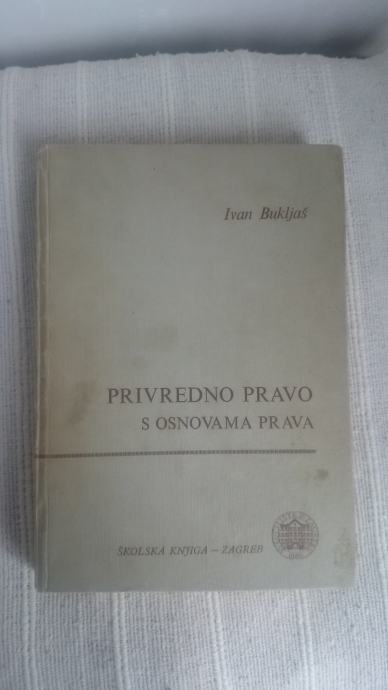 Ivan Bukljaš
PRIVREDNO PRAVO
S OSNOVAMA PRAVA
ŠKOLSKA KNJIGA – ZAGREB